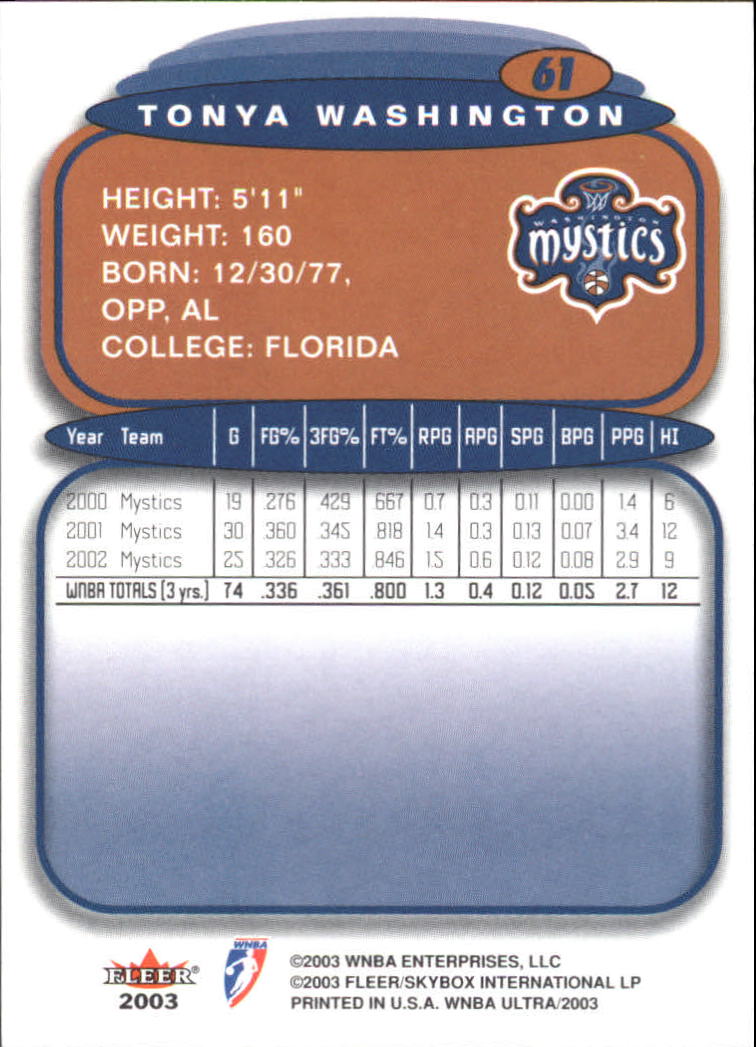 61
TONYA WASHINGTON
HEIGHT: 5'11"
WEIGHT: 160
BORN: 12/30/77,
OPP, AL
COLLEGE: FLORIDA
WASHINGTON
mystics
Year Team G FG% 3FG% FT% RPG APG SPG BPG PPG HI
2000 Mystics 19 .276 .429 .667 0.7 0.3 0.11 0.00 1.4 6
2001 Mystics 30 .360 .345 .818 1.4 0.3 0.13 0.07 3.4 12
2002 Mystics 25 .326 .333 .846 1.5 0.6 0.12 0.08 2.9 9
WNBA TOTALS (3 yrs.) 74 .336 .361 .800 1.3 0.4 0.12 0.05 2.7 12
FLEER®
2003
WNBA
©2003 WNBA ENTERPRISES, LLC
©2003 FLEER/SKYBOX INTERNATIONAL LP
PRINTED IN U.S.A. WNBA ULTRA/2003